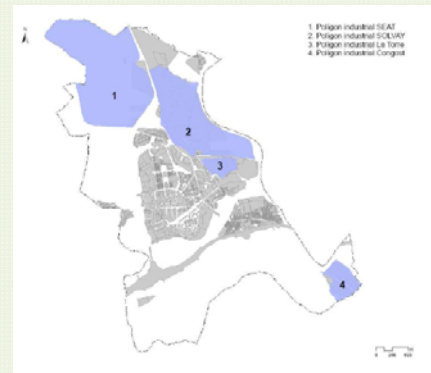 1. Polígon industrial SEAT
2. Polígon industrial SOLVAY
3. Polígon industrial La Torre
4. Polígon industrial Congost
1
2
3
4